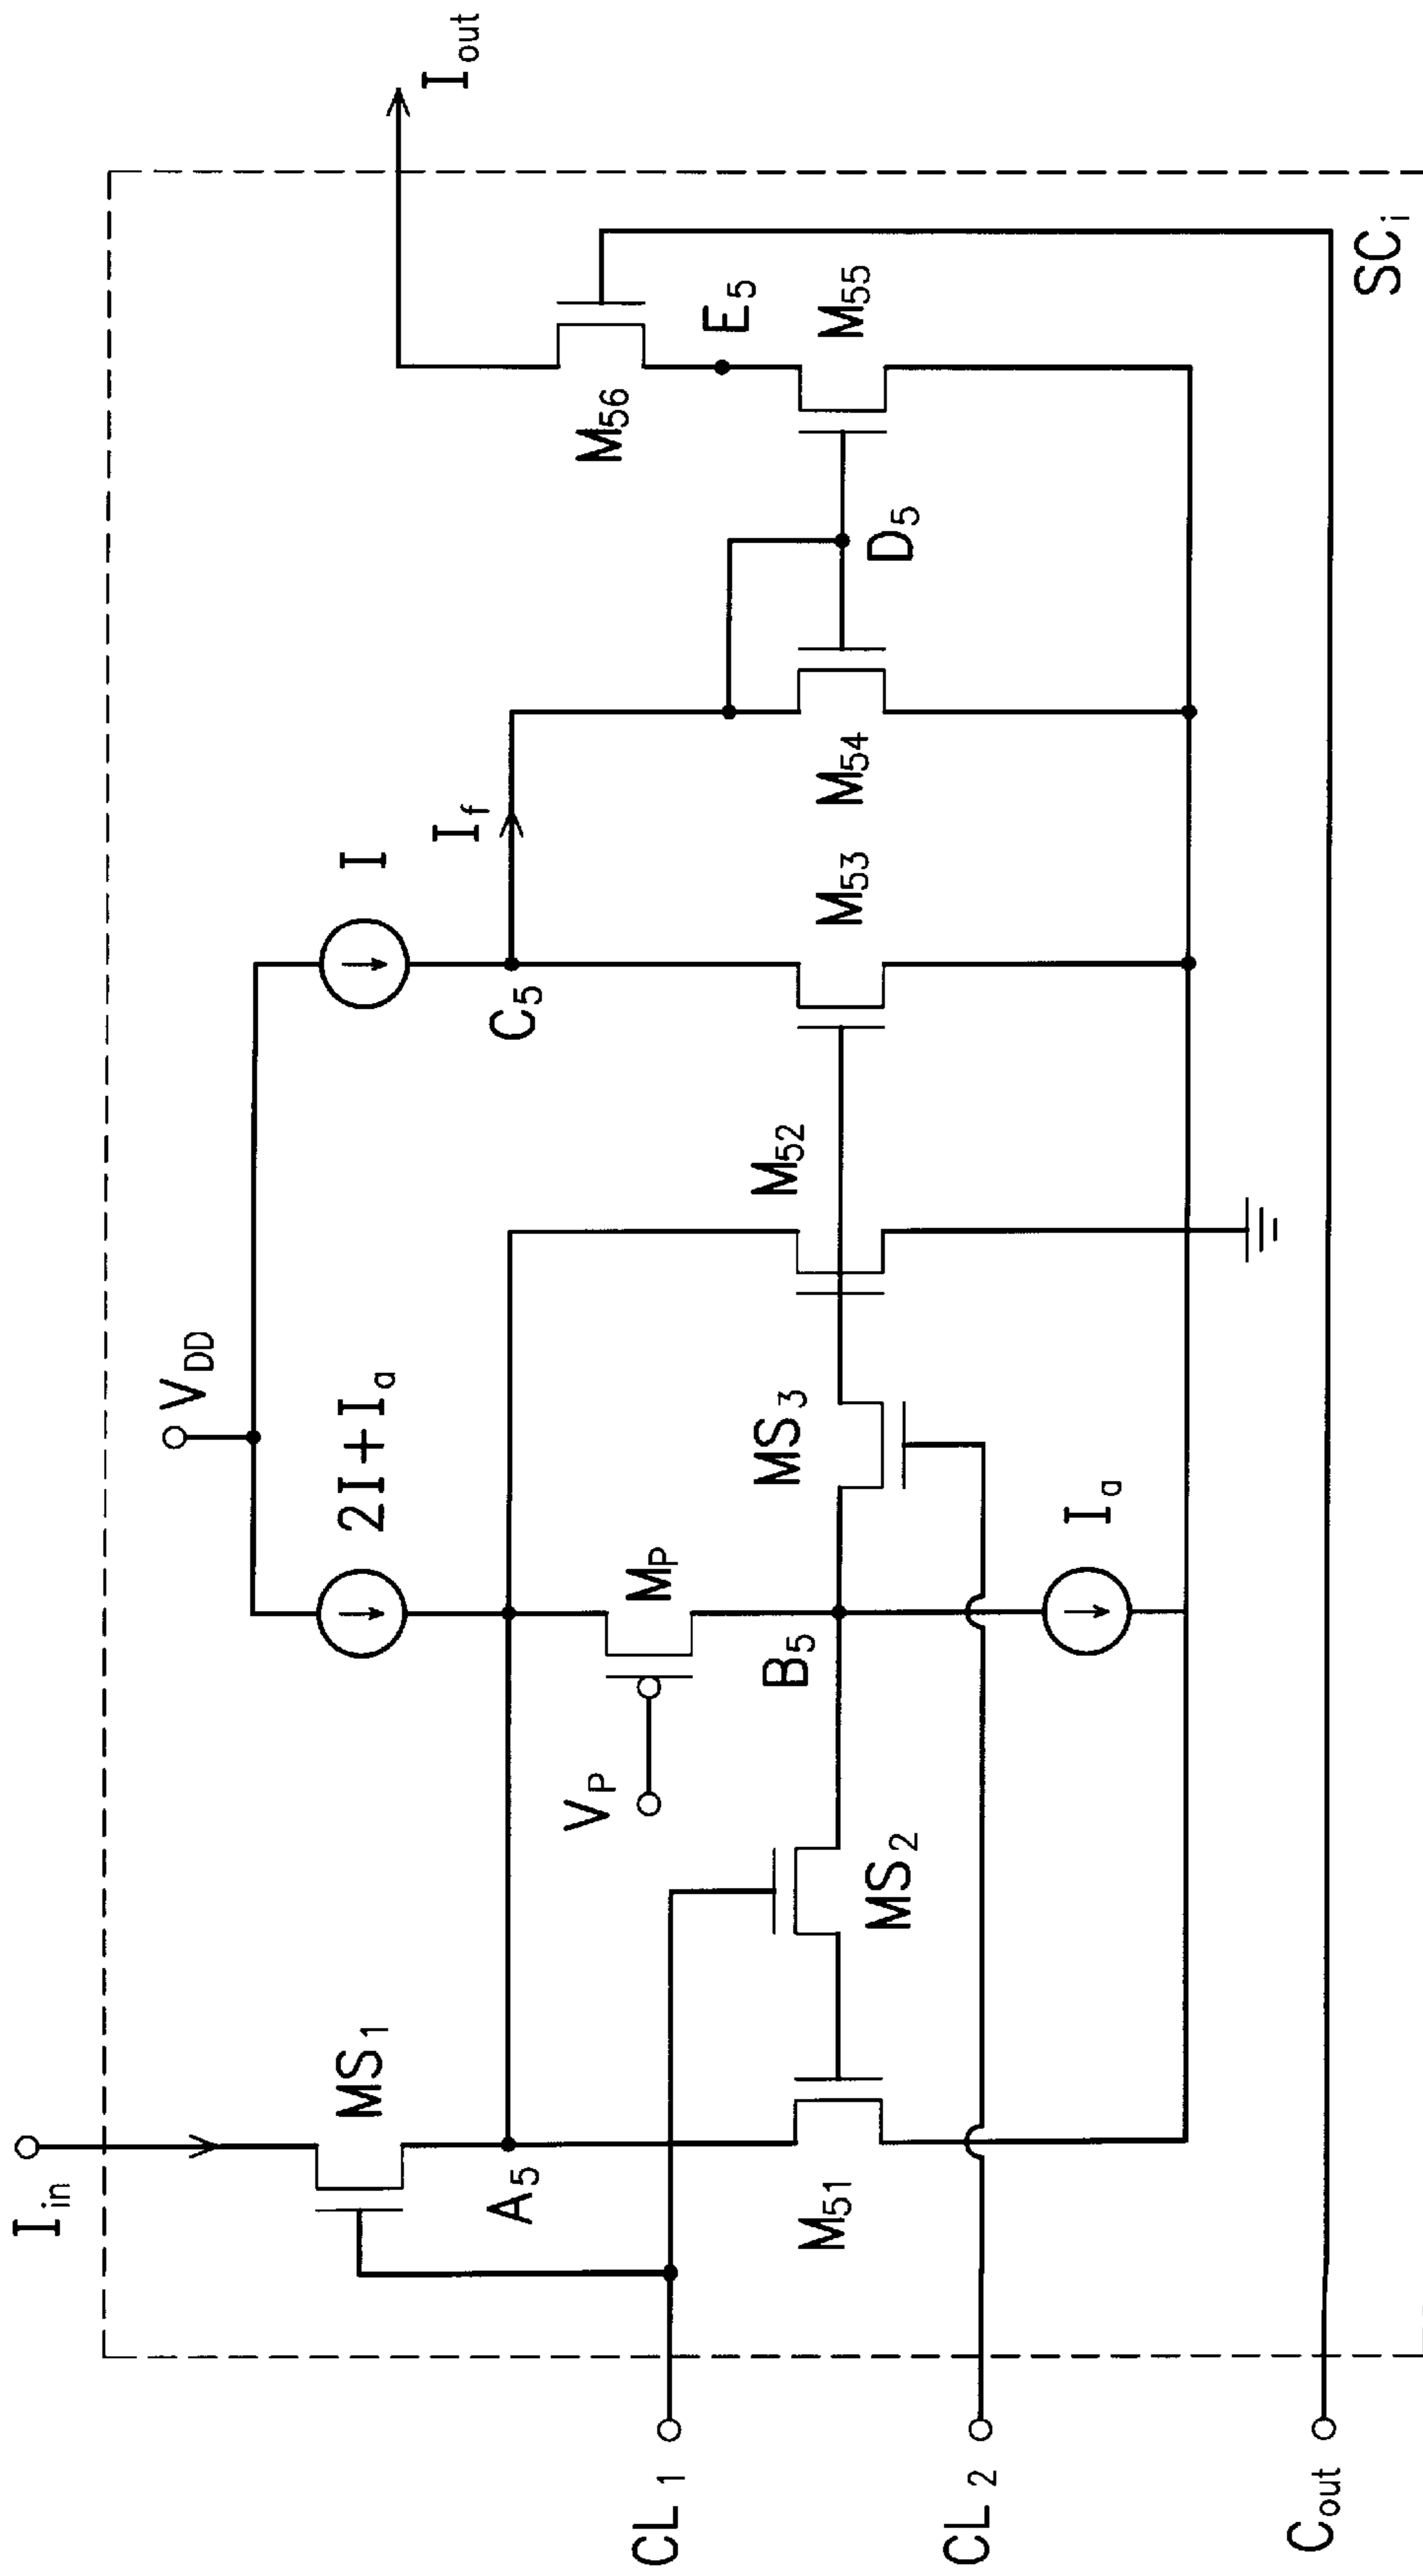 I_in
MS_1
A_5
M_51
CL_1
CL_2
C_out
V_P
MS_2
M_P
B_5
V_DD
2I+I_a
MS_3
I_a
M_52
I
C_5
I_f
M_53
M_54
D_5
M_56
E_5
M_55
I_out
SC_i